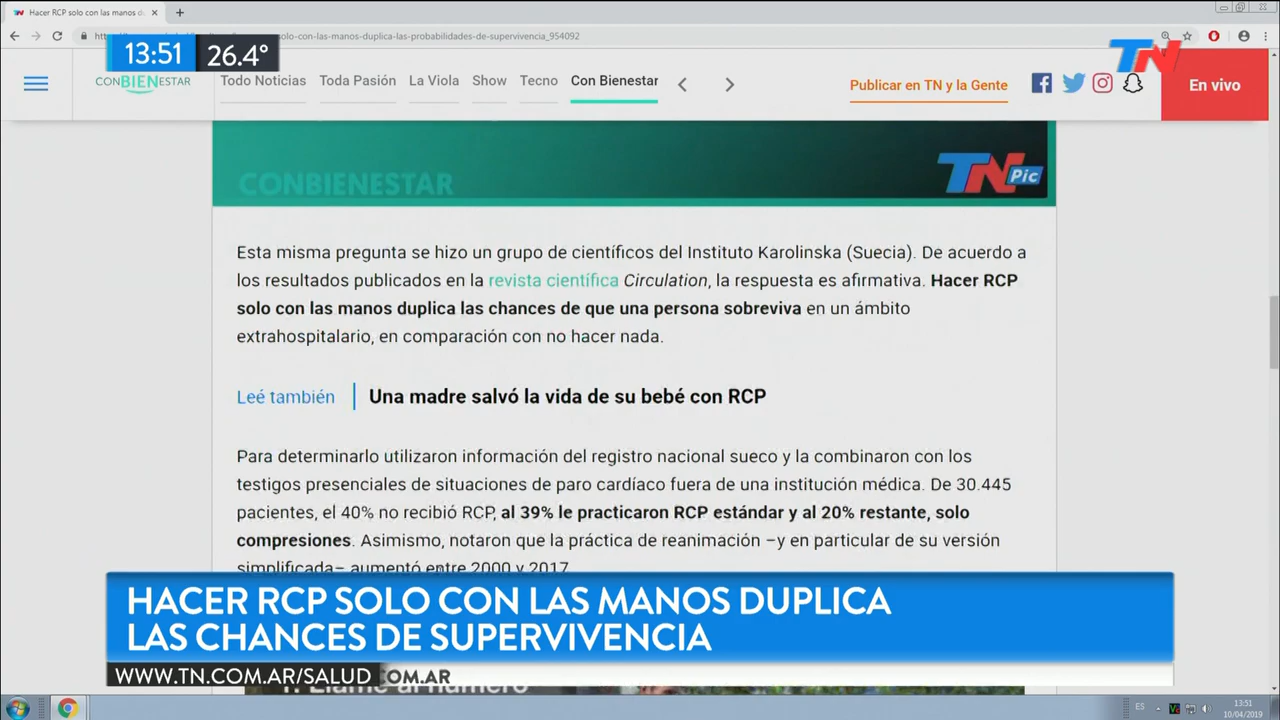 Hacer RCP solo con las manos d
13:51
26.4°
solo-con-las-manos-duplica-las-probabilidades-de-supervivencia_954092
TN
CONBIENESTAR
Todo Noticias
Toda Pasión
La Viola
Show
Tecno
Con Bienestar
Publicar en TN y la Gente
En vivo
CONBIENESTAR
TN Pic
Esta misma pregunta se hizo un grupo de científicos del Instituto Karolinska (Suecia). De acuerdo a
los resultados publicados en la revista científica Circulation, la respuesta es afirmativa. Hacer RCP
solo con las manos duplica las chances de que una persona sobreviva en un ámbito
extrahospitalario, en comparación con no hacer nada.
Leé también
Una madre salvó la vida de su bebé con RCP
Para determinarlo utilizaron información del registro nacional sueco y la combinaron con los
testigos presenciales de situaciones de paro cardíaco fuera de una institución médica. De 30.445
pacientes, el 40% no recibió RCP, al 39% le practicaron RCP estándar y al 20% restante, solo
compresiones. Asimismo, notaron que la práctica de reanimación –y en particular de su versión
simplificada– aumentó entre 2000 y 2017.
HACER RCP SOLO CON LAS MANOS DUPLICA
LAS CHANCES DE SUPERVIVENCIA
WWW.TN.COM.AR/SALUD
OM.AR
1. Llame al número
ES
13:51
10/04/2019